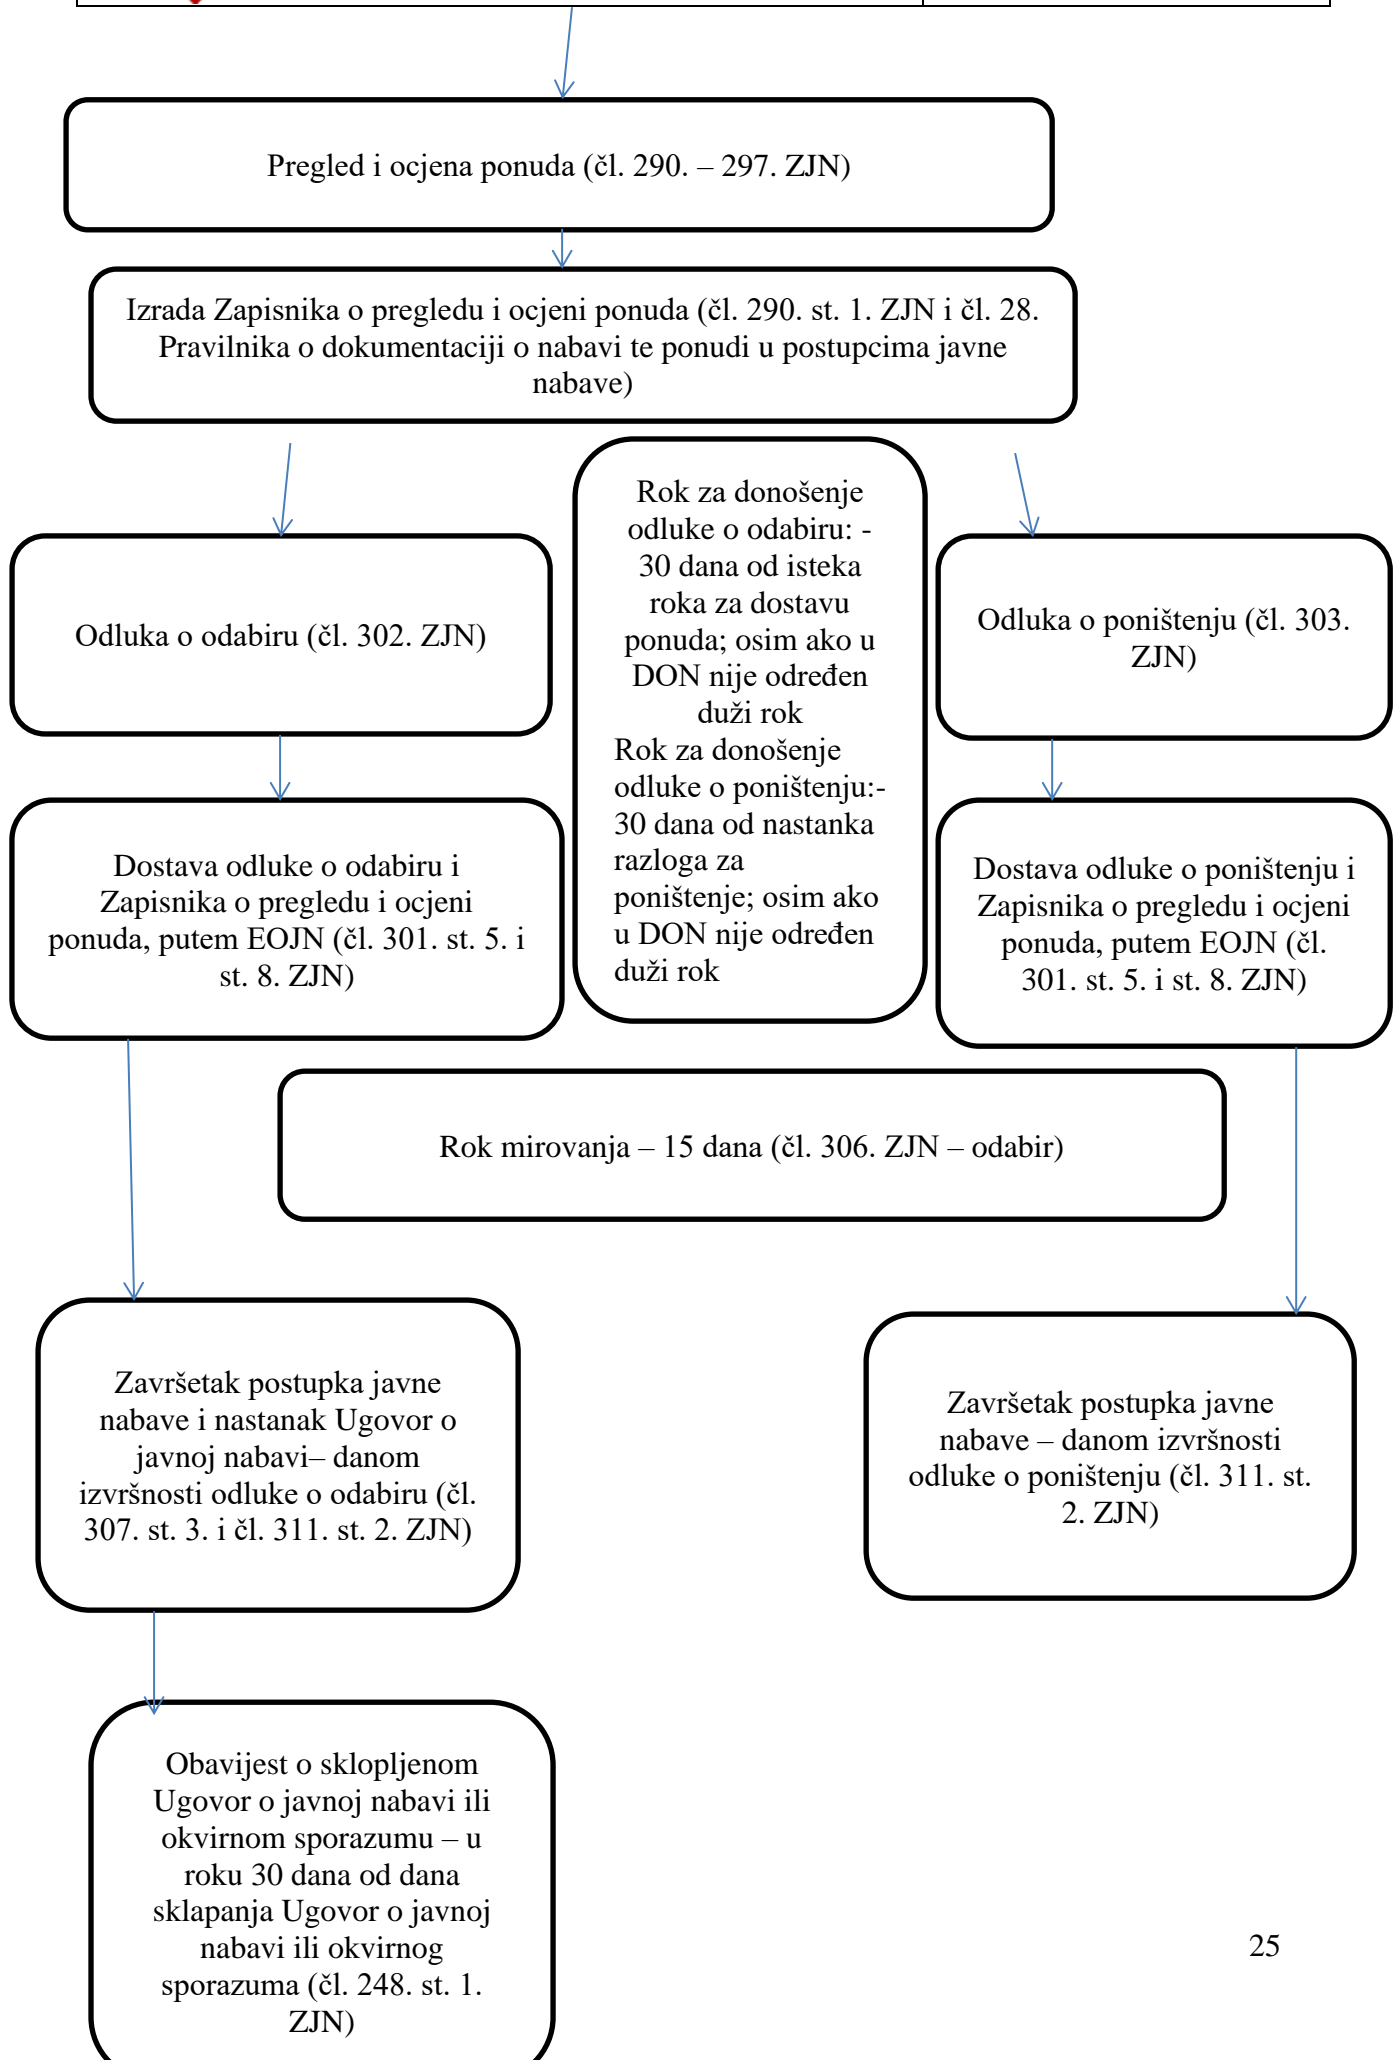 Pregled i ocjena ponuda (čl. 290. – 297. ZJN)
Izrada Zapisnika o pregledu i ocjeni ponuda (čl. 290. st. 1. ZJN i čl. 28.
Pravilnika o dokumentaciji o nabavi te ponudi u postupcima javne
nabave)
Rok za donošenje
odluke o odabiru: -
30 dana od isteka
roka za dostavu
ponuda; osim ako u
DON nije određen
duži rok
Rok za donošenje
odluke o poništenju:-
30 dana od nastanka
razloga za
poništenje; osim ako
u DON nije određen
duži rok
Odluka o odabiru (čl. 302. ZJN)
Odluka o poništenju (čl. 303.
ZJN)
Dostava odluke o odabiru i
Zapisnika o pregledu i ocjeni
ponuda, putem EOJN (čl. 301. st. 5. i
st. 8. ZJN)
Dostava odluke o poništenju i
Zapisnika o pregledu i ocjeni
ponuda, putem EOJN (čl.
301. st. 5. i st. 8. ZJN)
Rok mirovanja – 15 dana (čl. 306. ZJN – odabir)
Završetak postupka javne
nabave i nastanak Ugovor o
javnoj nabavi– danom
izvršnosti odluke o odabiru (čl.
307. st. 3. i čl. 311. st. 2. ZJN)
Završetak postupka javne
nabave – danom izvršnosti
odluke o poništenju (čl. 311. st.
2. ZJN)
Obavijest o sklopljenom
Ugovor o javnoj nabavi ili
okvirnom sporazumu – u
roku 30 dana od dana
sklapanja Ugovor o javnoj
nabavi ili okvirnog
sporazuma (čl. 248. st. 1.
ZJN)
25